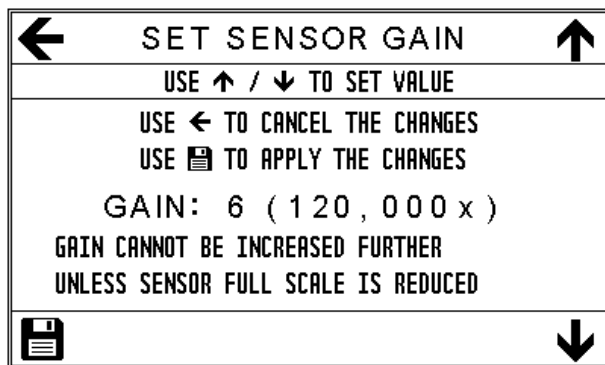 SET SENSOR GAIN
USE ↑ / ↓ TO SET VALUE
USE ← TO CANCEL THE CHANGES
USE 💾 TO APPLY THE CHANGES
GAIN: 6 (120,000x)
GAIN CANNOT BE INCREASED FURTHER
UNLESS SENSOR FULL SCALE IS REDUCED